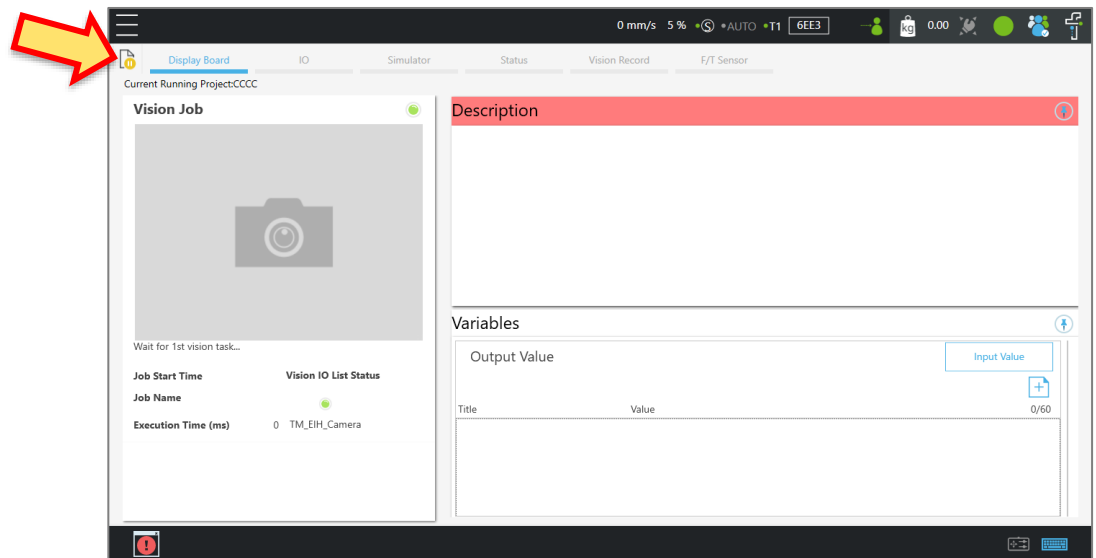 0 mm/s 5 % S AUTO T1 6EE3 kg 0.00
Display Board IO Simulator Status Vision Record F/T Sensor
Current Running Project:CCCC
Vision Job
Wait for 1st vision task...
Job Start Time Vision IO List Status
Job Name
Execution Time (ms) 0 TM_EIH_Camera
Description
Variables
Output Value Input Value
Title Value 0/60